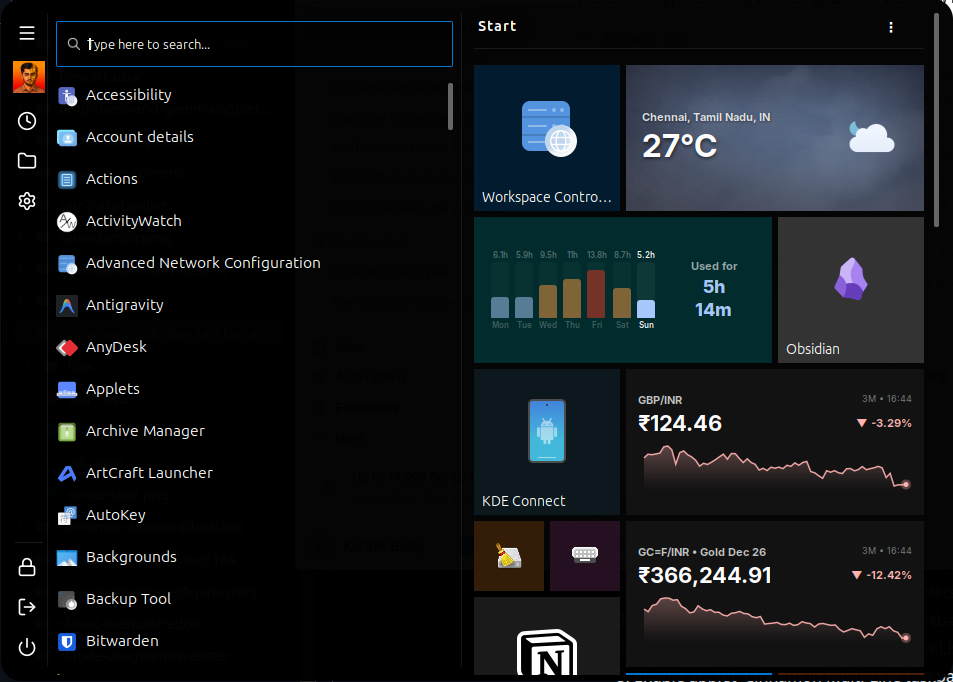 Type here to search...
Accessibility
Account details
Actions
ActivityWatch
Advanced Network Configuration
Antigravity
AnyDesk
Applets
Archive Manager
ArtCraft Launcher
AutoKey
Backgrounds
Backup Tool
Bitwarden
Start
Workspace Contro...
Chennai, Tamil Nadu, IN
27°C
6.1h 5.9h 9.5h 11h 13.8h 8.7h 5.2h
Mon Tue Wed Thu Fri Sat Sun
Used for
5h
14m
Obsidian
KDE Connect
GBP/INR 3M • 16:44
₹124.46 ▼ -3.29%
GC=F/INR • Gold Dec 26 3M • 16:44
₹366,244.91 ▼ -12.42%